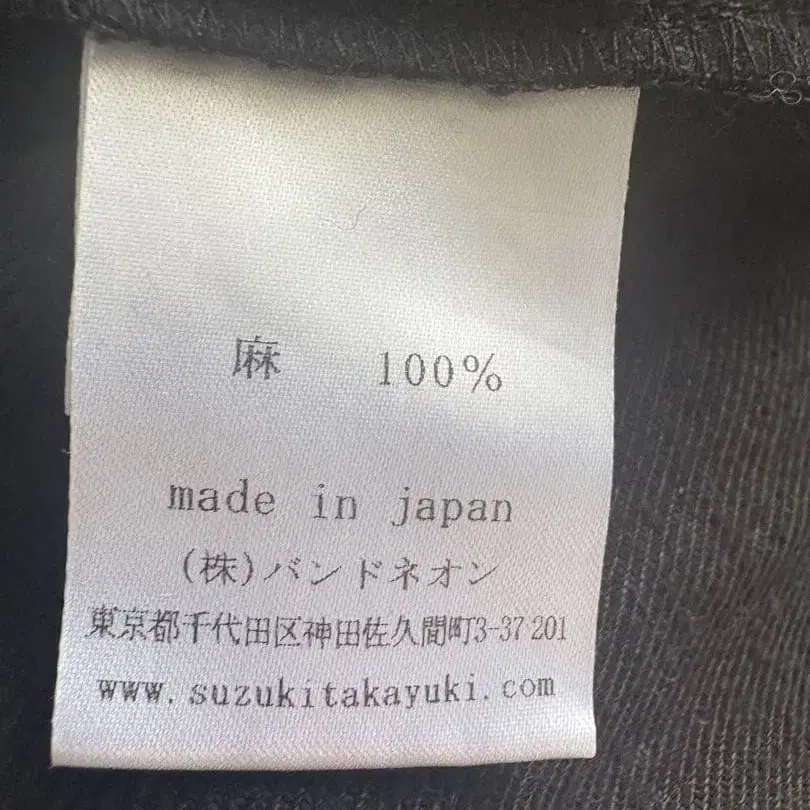 麻 100%
made in japan
(株)バンドネオン
東京都千代田区神田佐久間町3-37 201
www.suzukitakayuki.com